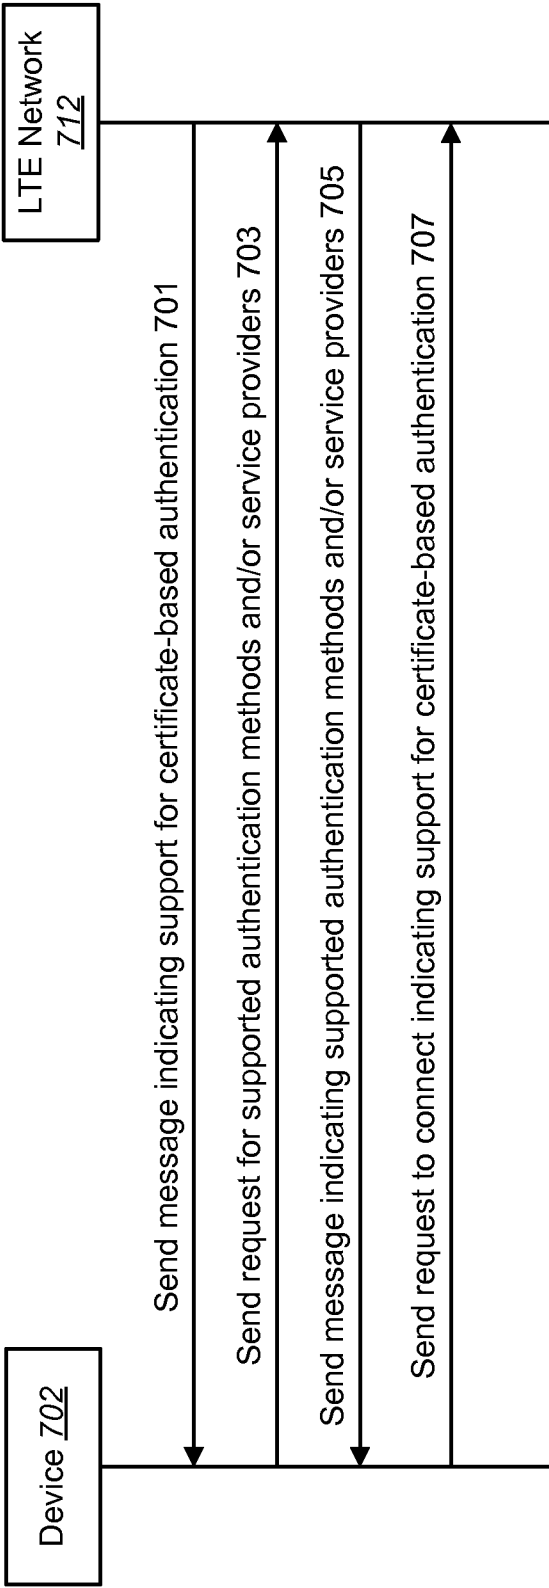 Device 702
LTE Network
712
Send message indicating support for certificate-based authentication 701
Send request for supported authentication methods and/or service providers 703
Send message indicating supported authentication methods and/or service providers 705
Send request to connect indicating support for certificate-based authentication 707